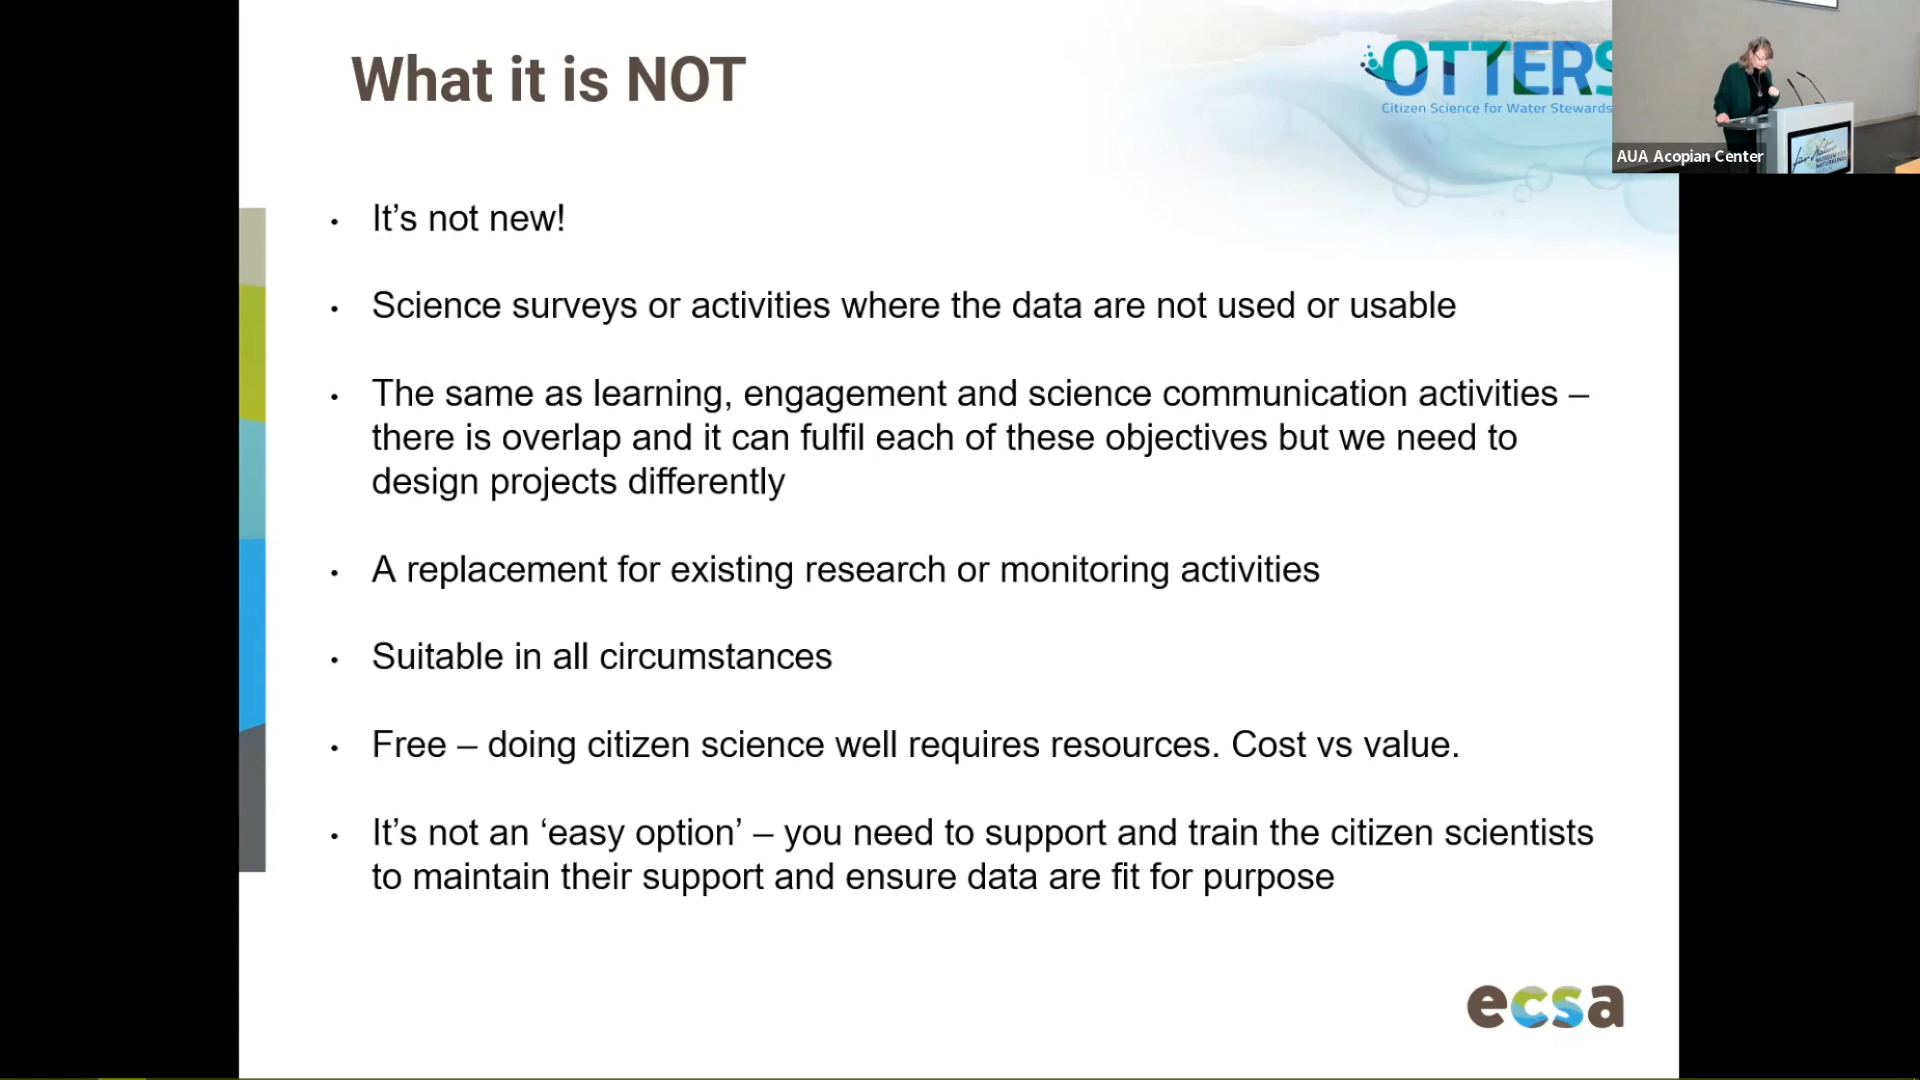 What it is NOT
OTTERS
Citizen Science for Water Stewards
AUA Acopian Center
für Natur
MUSEUM FÜR
NATURKUNDE
• It’s not new!
• Science surveys or activities where the data are not used or usable
• The same as learning, engagement and science communication activities –
there is overlap and it can fulfil each of these objectives but we need to
design projects differently
• A replacement for existing research or monitoring activities
• Suitable in all circumstances
• Free – doing citizen science well requires resources. Cost vs value.
• It’s not an ‘easy option’ – you need to support and train the citizen scientists
to maintain their support and ensure data are fit for purpose
ecsa